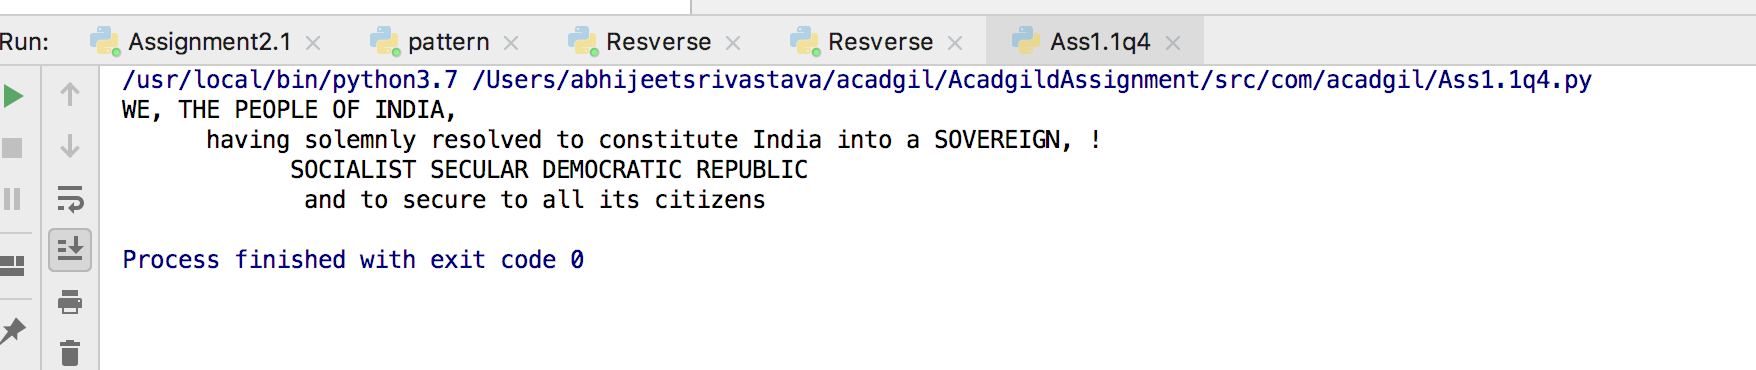 Run: Assignment2.1 pattern Resverse Resverse Ass1.1q4
/usr/local/bin/python3.7 /Users/abhijeetsrivastava/acadgil/AcadgildAssignment/src/com/acadgil/Ass1.1q4.py
WE, THE PEOPLE OF INDIA,
      having solemnly resolved to constitute India into a SOVEREIGN, !
            SOCIALIST SECULAR DEMOCRATIC REPUBLIC
             and to secure to all its citizens
Process finished with exit code 0